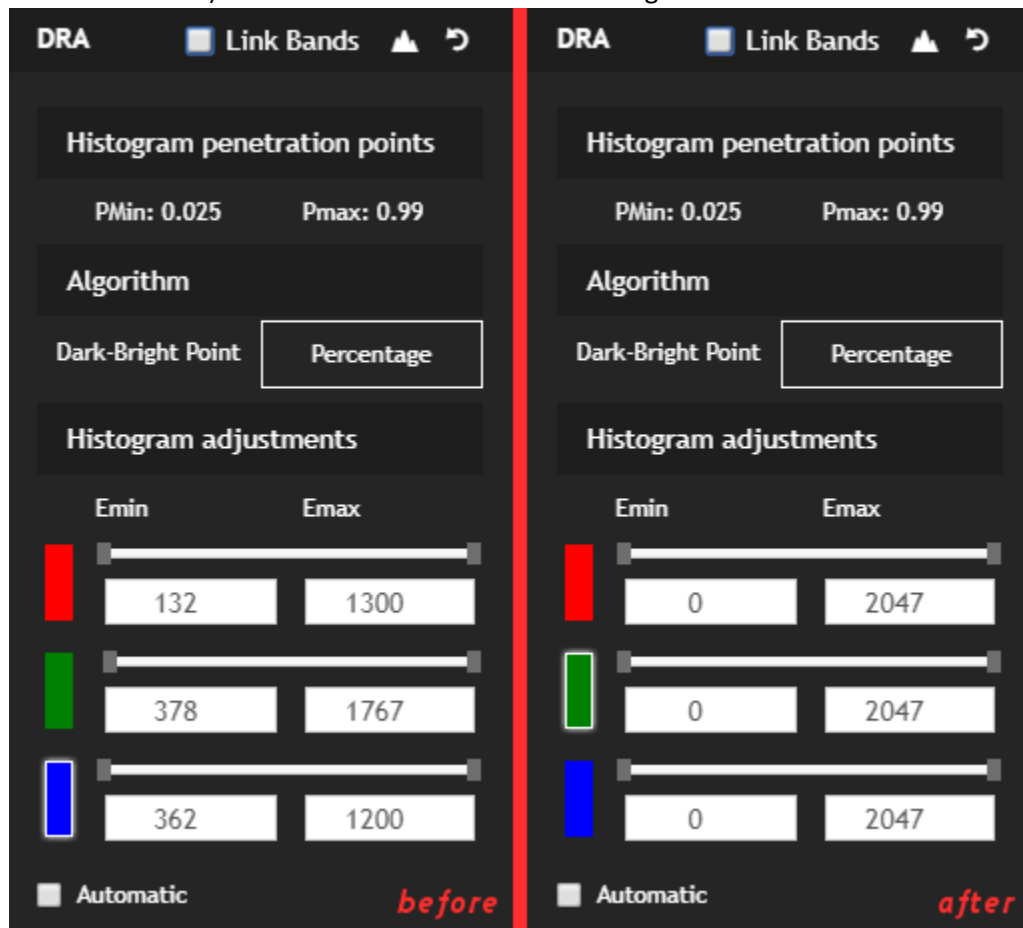 DRA Link Bands
Histogram penetration points
PMin: 0.025 Pmax: 0.99
Algorithm
Dark-Bright Point Percentage
Histogram adjustments
Emin Emax
132 1300
378 1767
362 1200
Automatic before
DRA Link Bands
Histogram penetration points
PMin: 0.025 Pmax: 0.99
Algorithm
Dark-Bright Point Percentage
Histogram adjustments
Emin Emax
0 2047
0 2047
0 2047
Automatic after